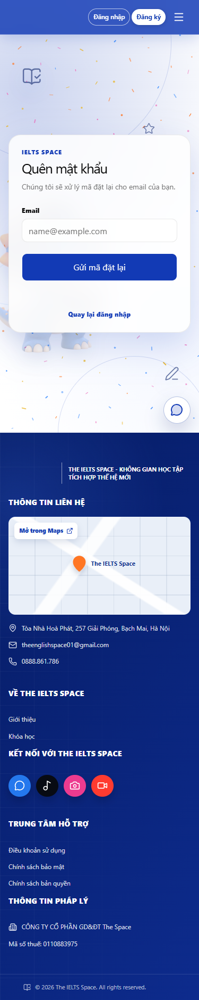 Đăng nhập
Đăng ký
IELTS SPACE
Quên mật khẩu
Chúng tôi sẽ xử lý mã đặt lại cho email của bạn.
Email
name@example.com
Gửi mã đặt lại
Quay lại đăng nhập
THE IELTS SPACE - KHÔNG GIAN HỌC TẬP
TÍCH HỢP THẾ HỆ MỚI
THÔNG TIN LIÊN HỆ
Mở trong Maps
The IELTS Space
Tòa Nhà Hoà Phát, 257 Giải Phóng, Bạch Mai, Hà Nội
theenglishspace01@gmail.com
0888.861.786
VỀ THE IELTS SPACE
Giới thiệu
Khóa học
KẾT NỐI VỚI THE IELTS SPACE
TRUNG TÂM HỖ TRỢ
Điều khoản sử dụng
Chính sách bảo mật
Chính sách bản quyền
THÔNG TIN PHÁP LÝ
CÔNG TY CỔ PHẦN GD&ĐT The Space
Mã số thuế: 0110883975
© 2026 The IELTS Space. All rights reserved.